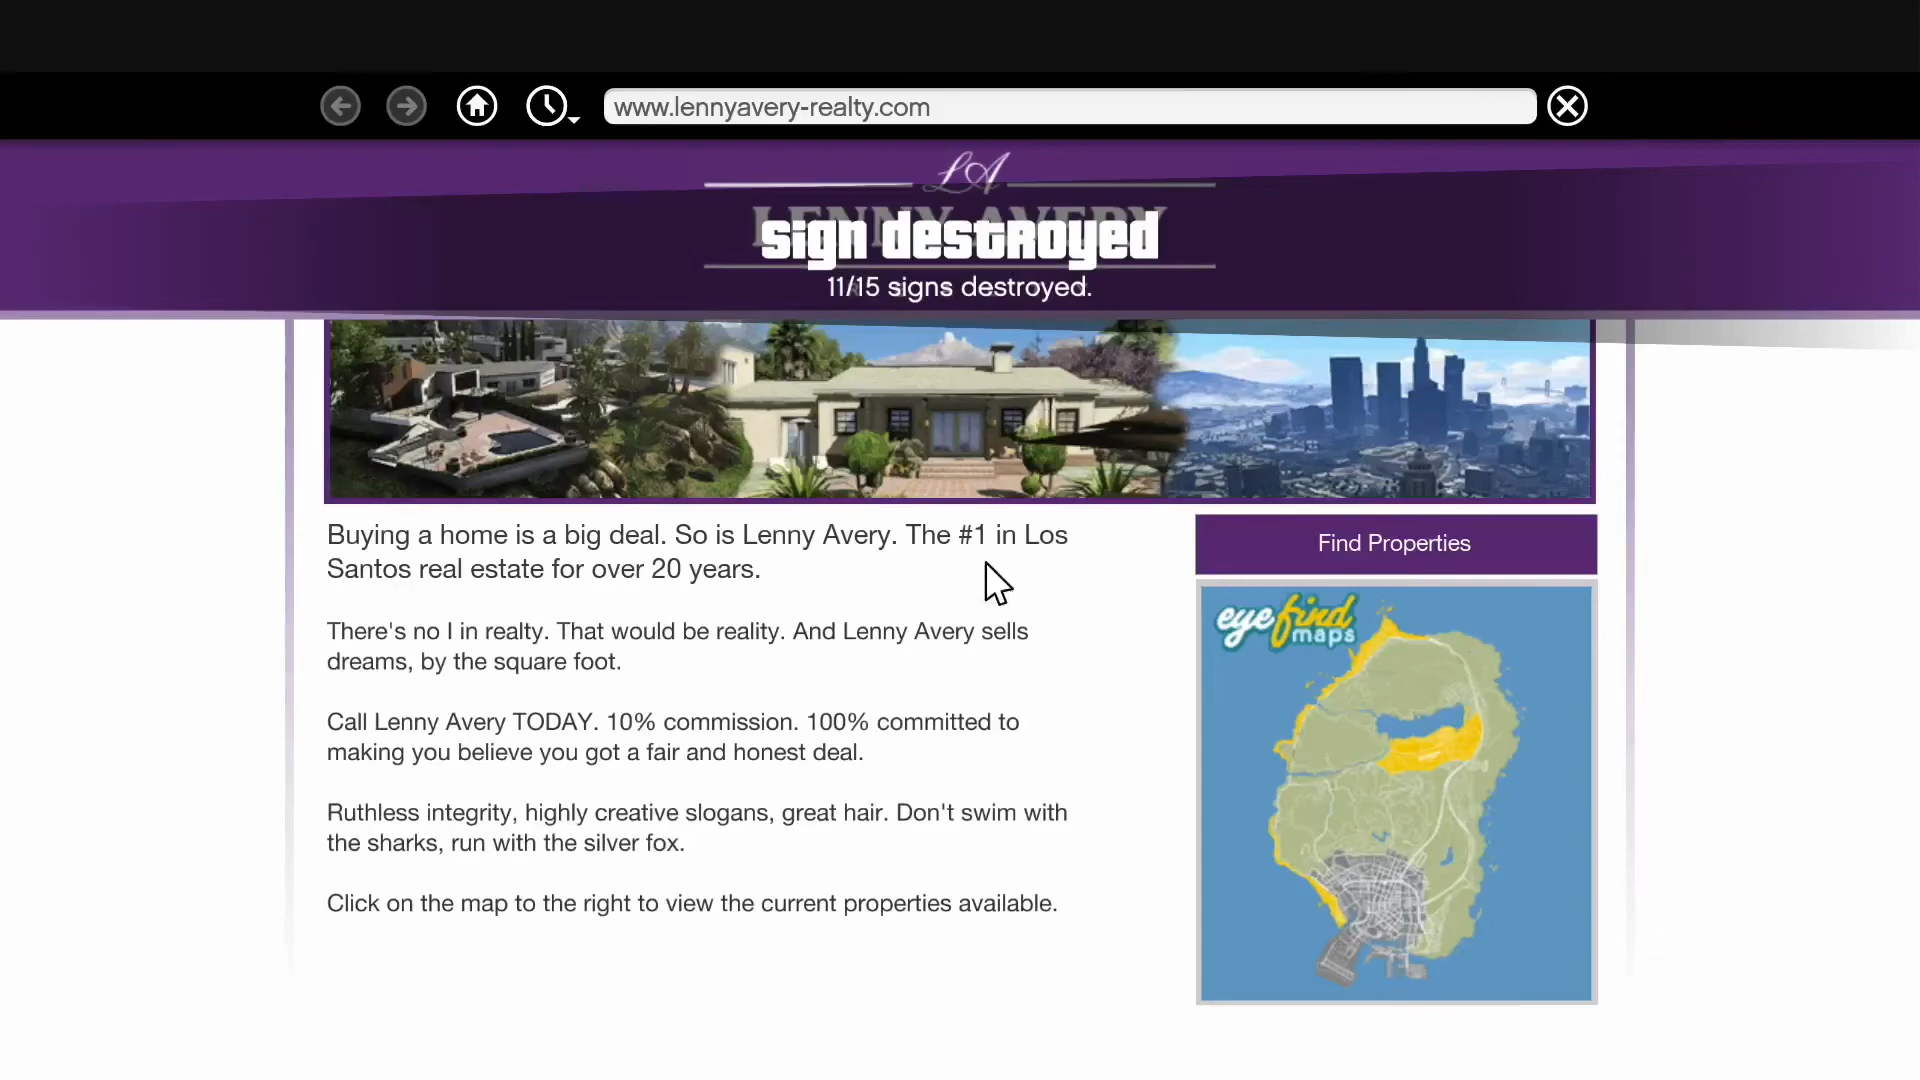 www.lennyavery-realty.com
LA
LENNY AVERY
sign destroyed
11/15 signs destroyed.
Buying a home is a big deal. So is Lenny Avery. The #1 in Los
Santos real estate for over 20 years.
There's no I in realty. That would be reality. And Lenny Avery sells
dreams, by the square foot.
Call Lenny Avery TODAY. 10% commission. 100% committed to
making you believe you got a fair and honest deal.
Ruthless integrity, highly creative slogans, great hair. Don't swim with
the sharks, run with the silver fox.
Click on the map to the right to view the current properties available.
Find Properties
eyefind
maps